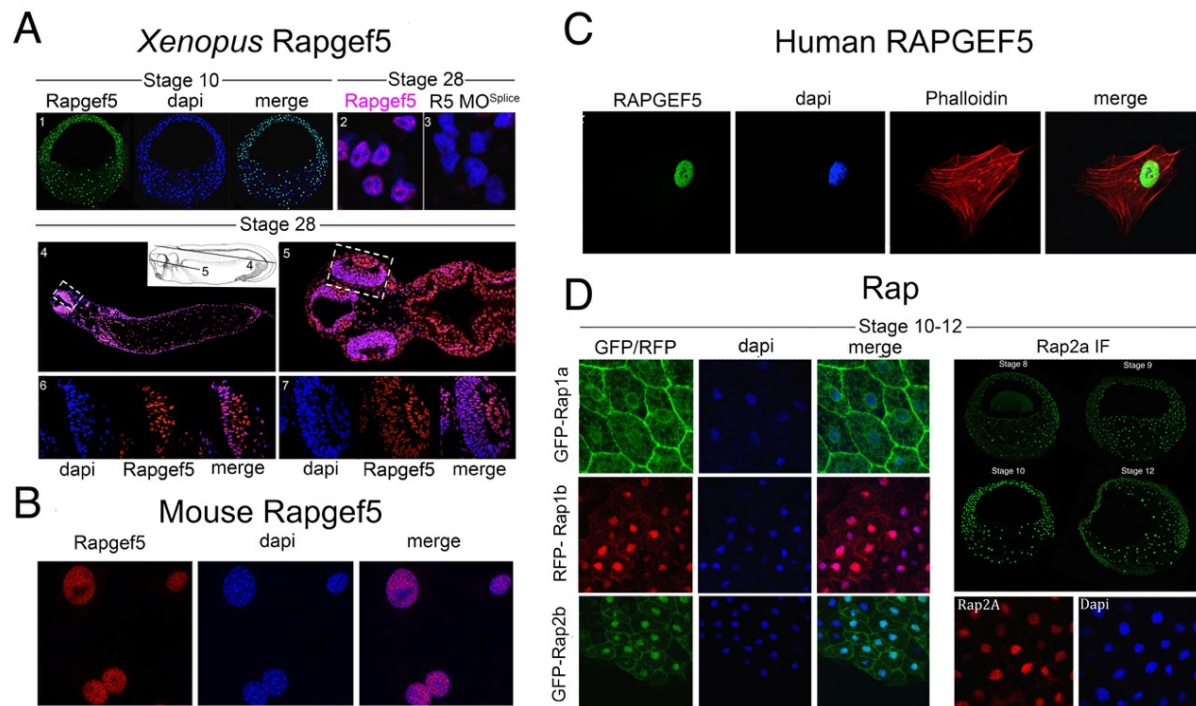 A
Xenopus Rapgef5
Stage 10
Stage 28
Rapgef5 dapi merge
Rapgef5 R5 MO^Splice
1
2
3
Stage 28
4
5
4
5
6
7
dapi Rapgef5 merge
dapi Rapgef5 merge
B
Mouse Rapgef5
Rapgef5 dapi merge
C
Human RAPGEF5
RAPGEF5 dapi Phalloidin merge
D
Rap
Stage 10-12
GFP/RFP dapi merge
Rap2a IF
GFP-Rap1a
RFP- Rap1b
GFP-Rap2b
Stage 8
Stage 9
Stage 10
Stage 12
Rap2A
Dapi